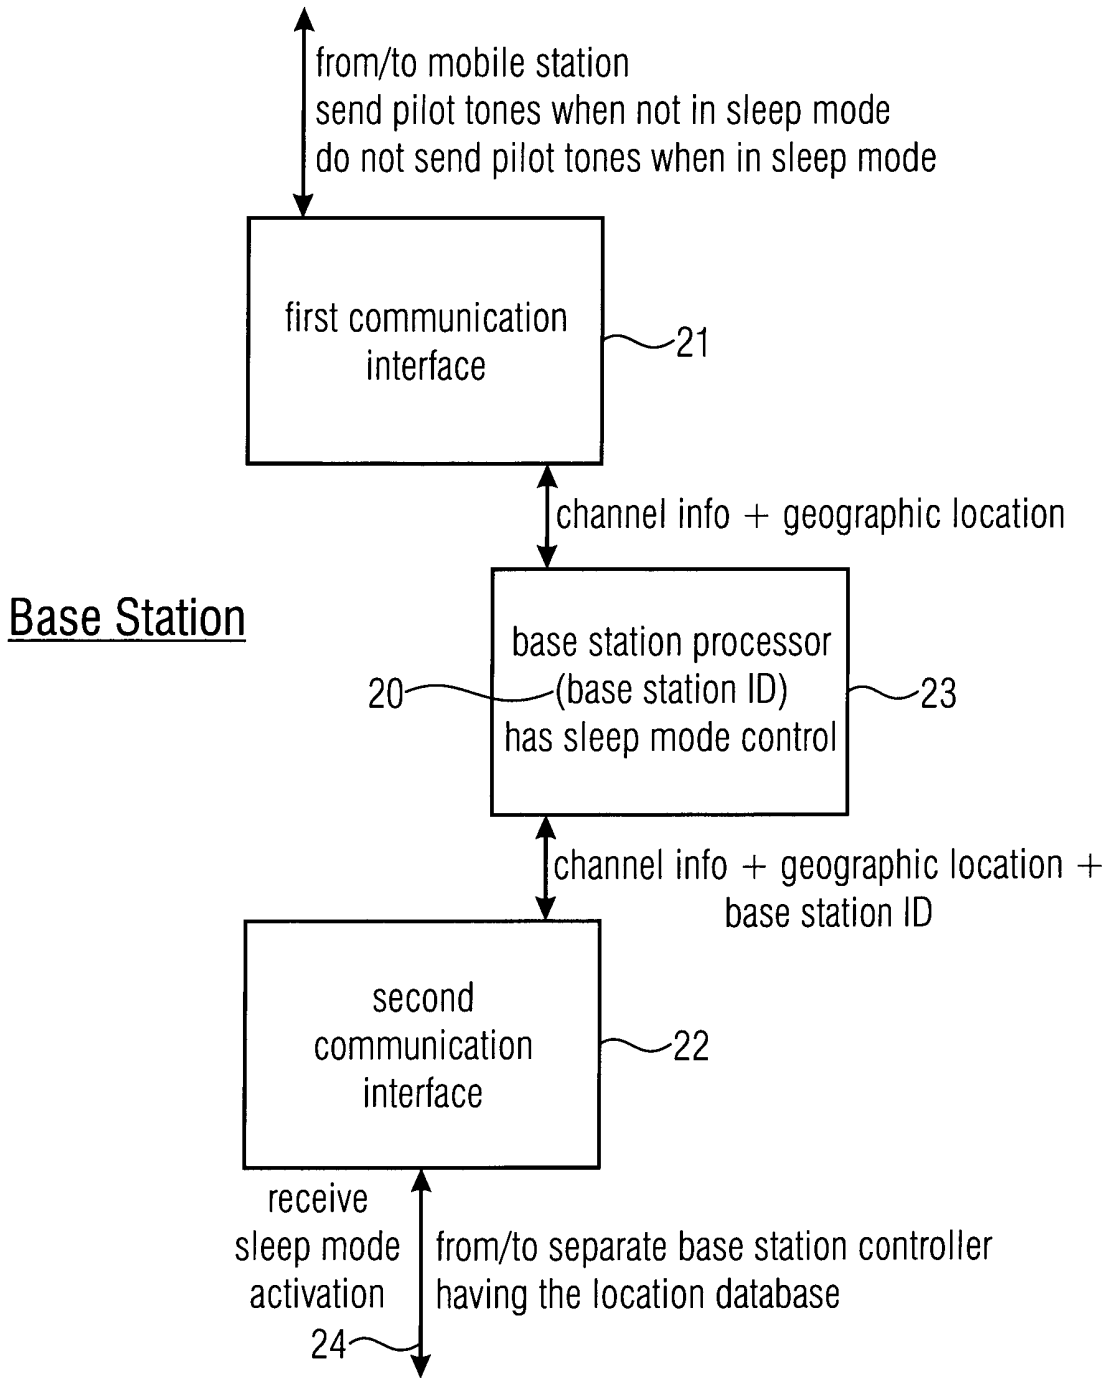 from/to mobile station
send pilot tones when not in sleep mode
do not send pilot tones when in sleep mode
first communication
interface
21
channel info + geographic location
Base Station
base station processor
20
(base station ID)
23
has sleep mode control
channel info + geographic location +
base station ID
second
communication
interface
22
receive
sleep mode
activation
24
from/to separate base station controller
having the location database